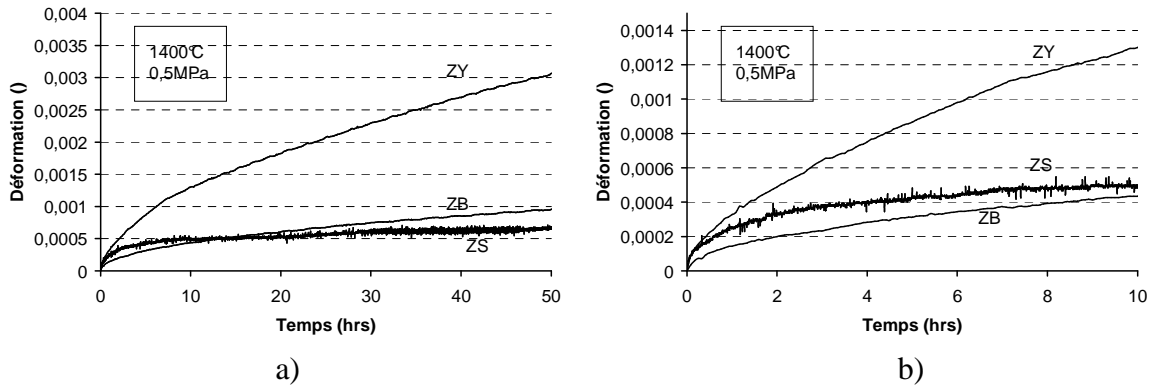 0,004
0,0035
0,003
0,0025
0,002
0,0015
0,001
0,0005
0
Déformation ()
1400°C
0,5MPa
ZY
ZB
ZS
0 10 20 30 40 50
Temps (hrs)
a)
0,0014
0,0012
0,001
0,0008
0,0006
0,0004
0,0002
0
Déformation ()
1400°C
0,5MPa
ZY
ZS
ZB
0 2 4 6 8 10
Temps (hrs)
b)